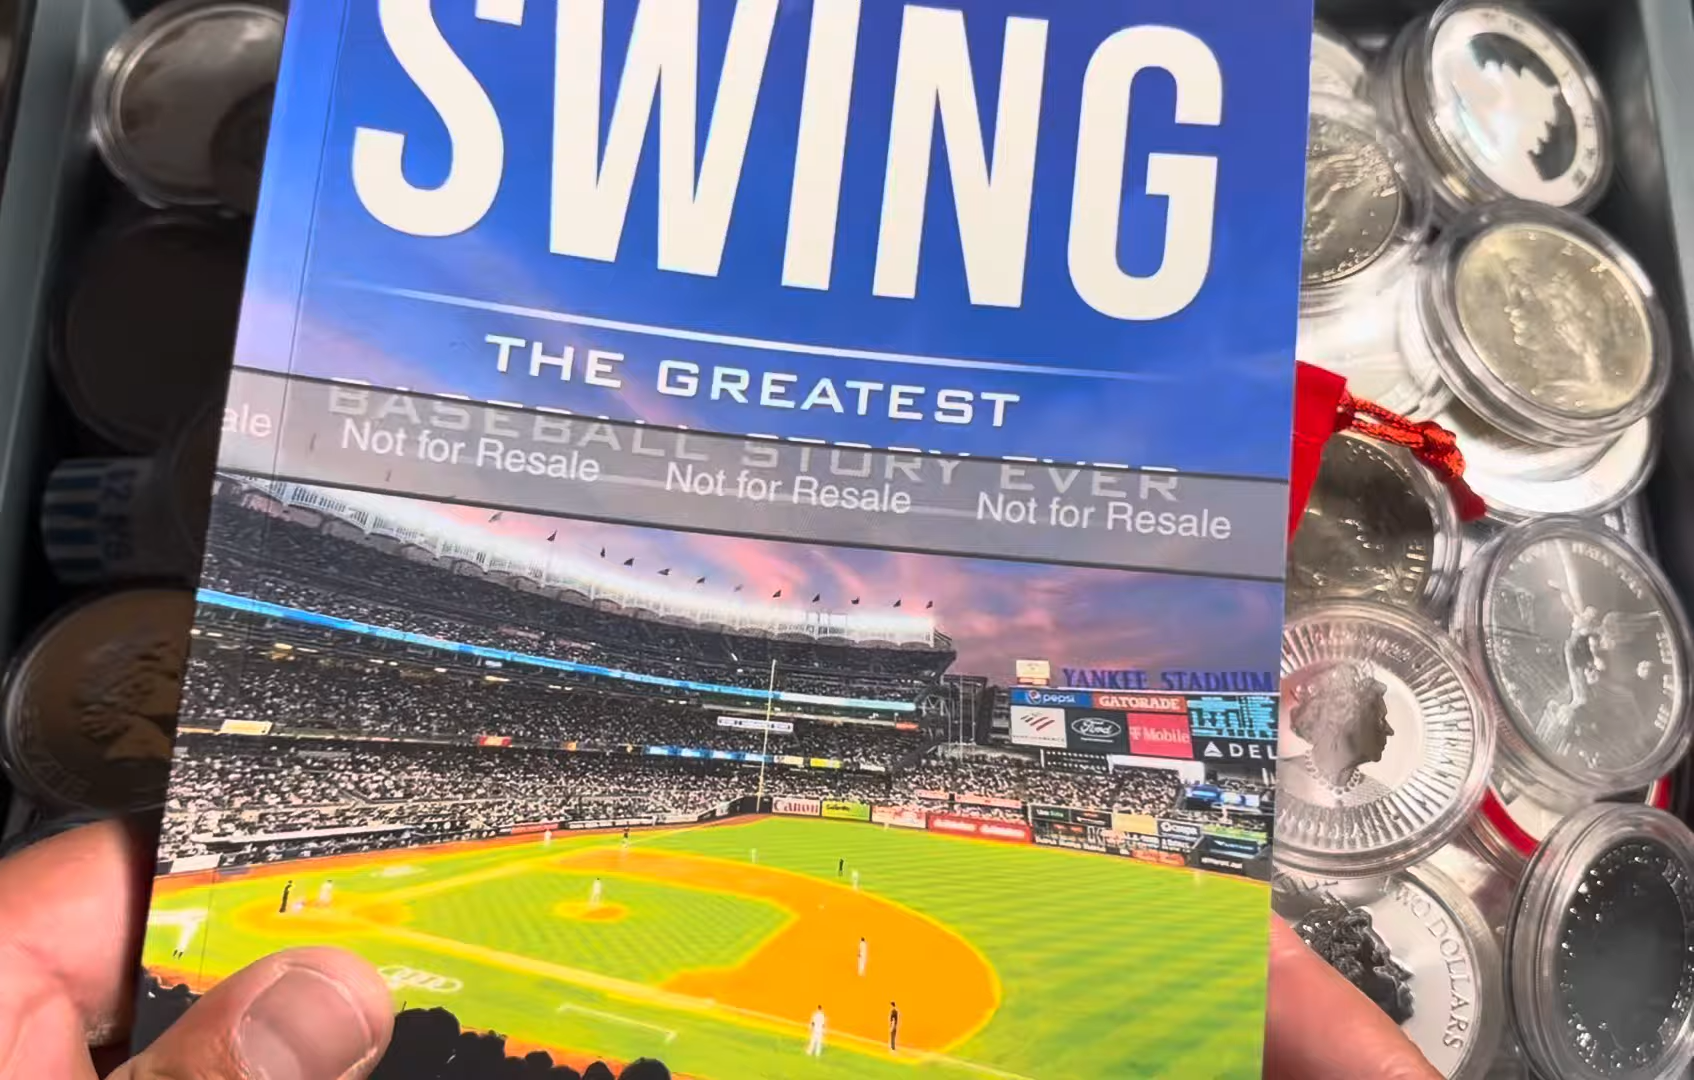 SWING
THE GREATEST
BASEBALL STORY EVER
ale Not for Resale Not for Resale Not for Resale
YANKEE STADIUM
pepsi GATORADE
Ford T Mobile
DEL
Canon
WO DOLLARS